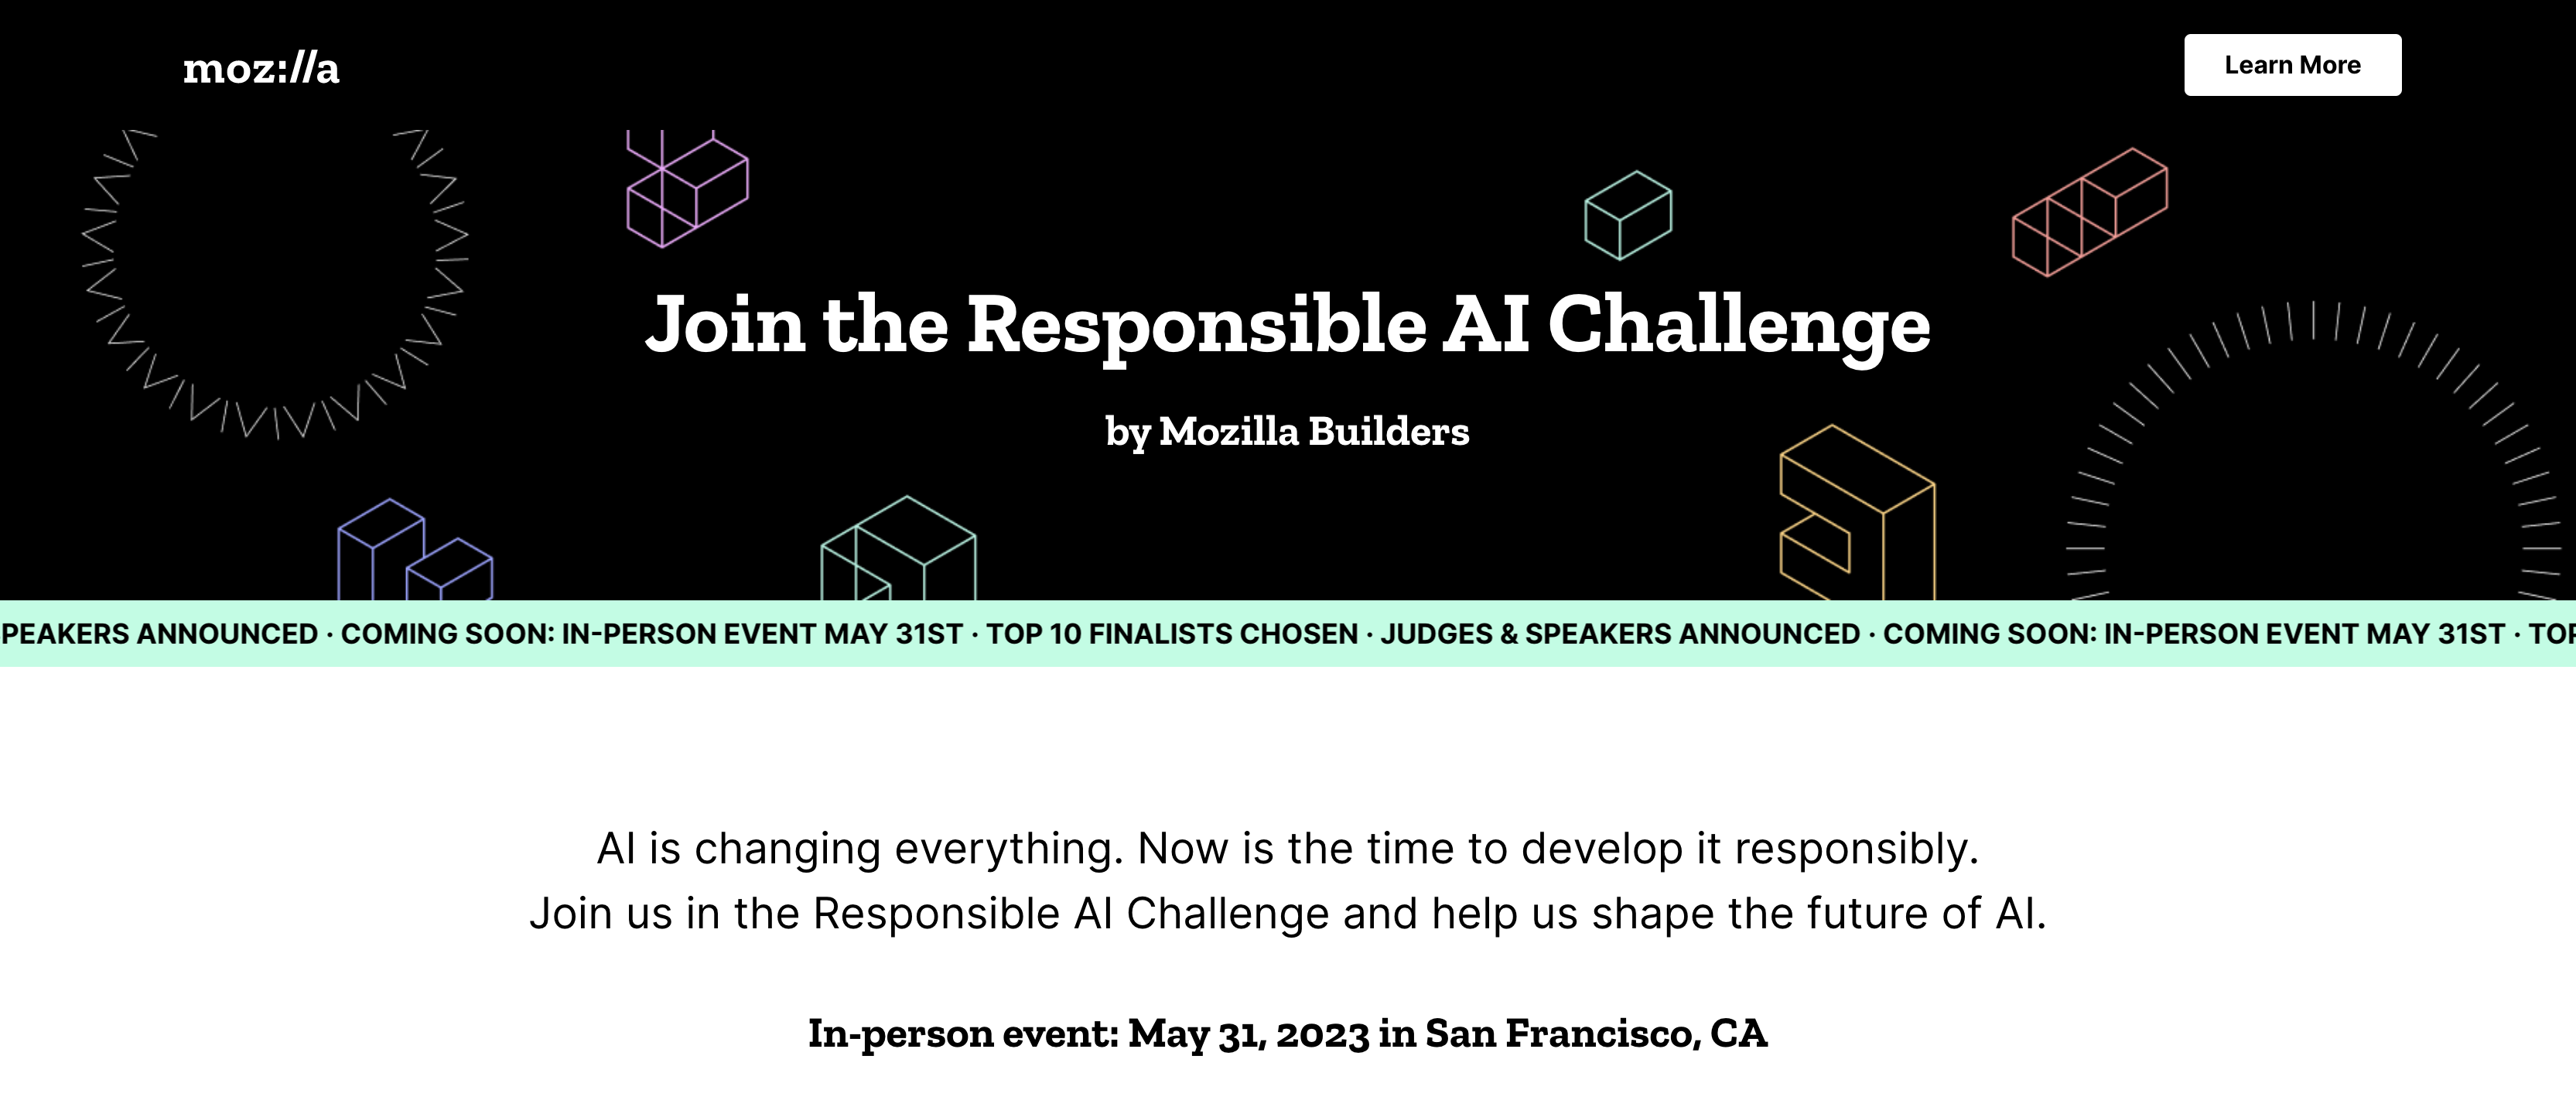 moz://a
Learn More
Join the Responsible AI Challenge
by Mozilla Builders
PEAKERS ANNOUNCED · COMING SOON: IN-PERSON EVENT MAY 31ST · TOP 10 FINALISTS CHOSEN · JUDGES & SPEAKERS ANNOUNCED · COMING SOON: IN-PERSON EVENT MAY 31ST · TOP
AI is changing everything. Now is the time to develop it responsibly.
Join us in the Responsible AI Challenge and help us shape the future of AI.
In-person event: May 31, 2023 in San Francisco, CA